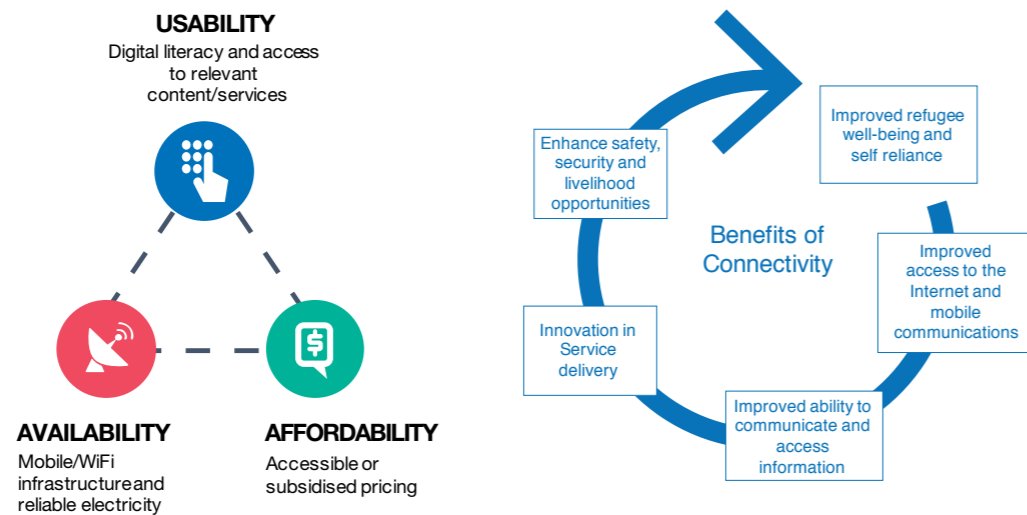 USABILITY
Digital literacy and access
to relevant
content/services
AVAILABILITY
Mobile/WiFi
infrastructure and
reliable electricity
AFFORDABILITY
Accessible or
subsidised pricing
Benefits of
Connectivity
Improved refugee
well-being and
self reliance
Improved
access to the
Internet and
mobile
communications
Improved ability to
communicate and
access
information
Innovation in
Service
delivery
Enhance safety,
security and
livelihood
opportunities